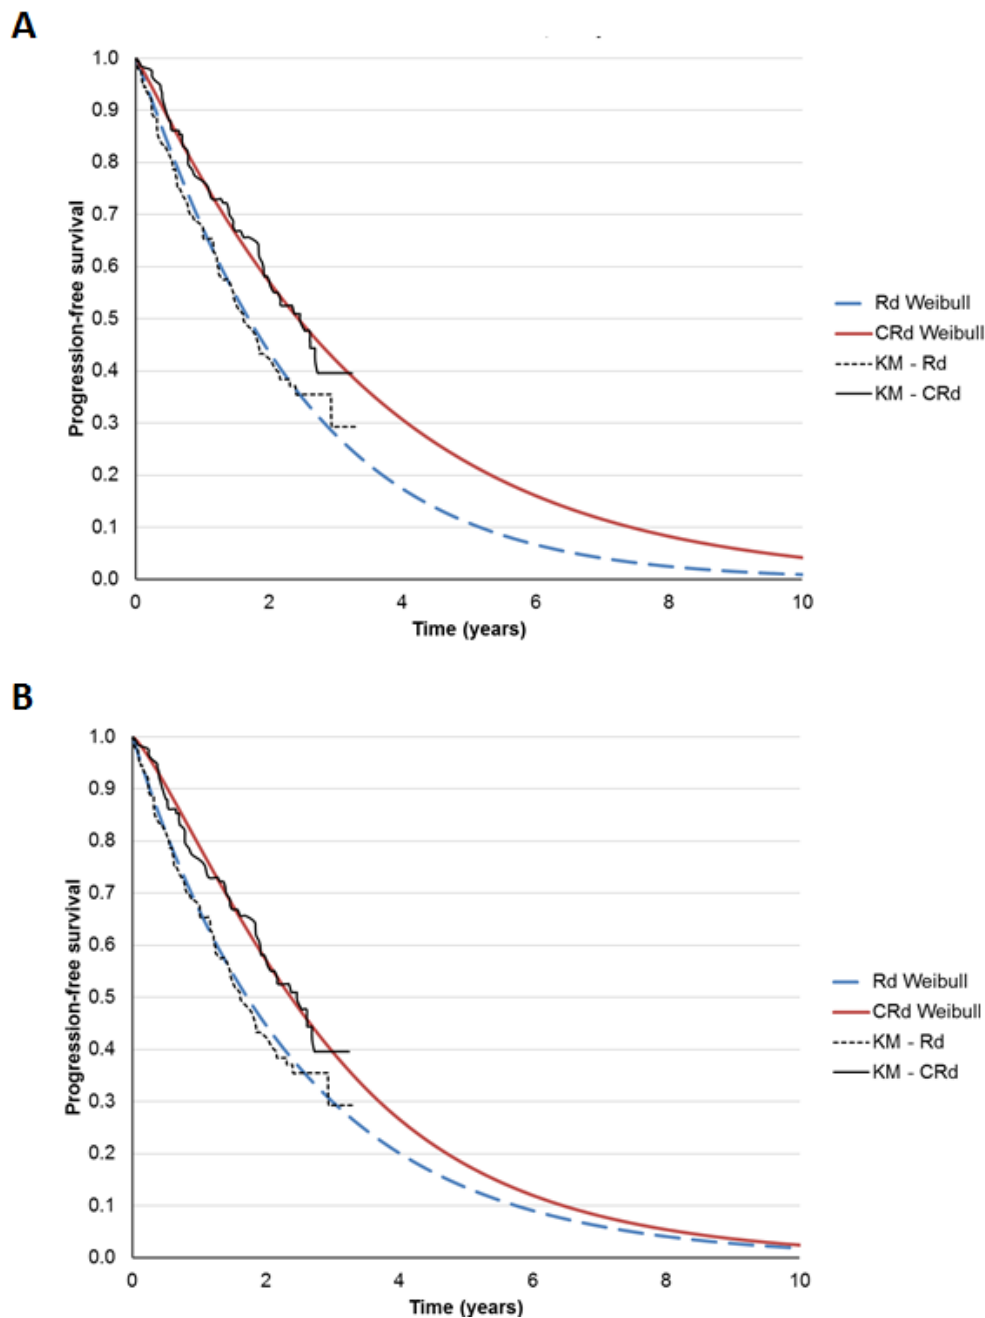 A
1.0
0.9
0.8
0.7
0.6
0.5
0.4
0.3
0.2
0.1
0.0
Progression-free survival
0 2 4 6 8 10
Time (years)
Rd Weibull
CRd Weibull
KM - Rd
KM - CRd
B
1.0
0.9
0.8
0.7
0.6
0.5
0.4
0.3
0.2
0.1
0.0
Progression-free survival
0 2 4 6 8 10
Time (years)
Rd Weibull
CRd Weibull
KM - Rd
KM - CRd